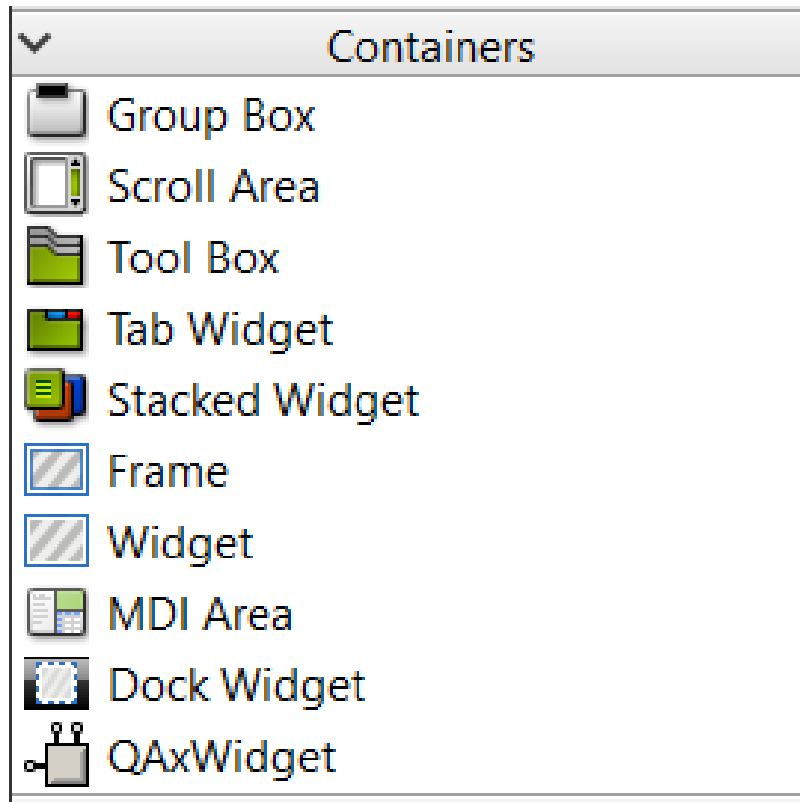 Containers
Group Box
Scroll Area
Tool Box
Tab Widget
Stacked Widget
Frame
Widget
MDI Area
Dock Widget
QAxWidget